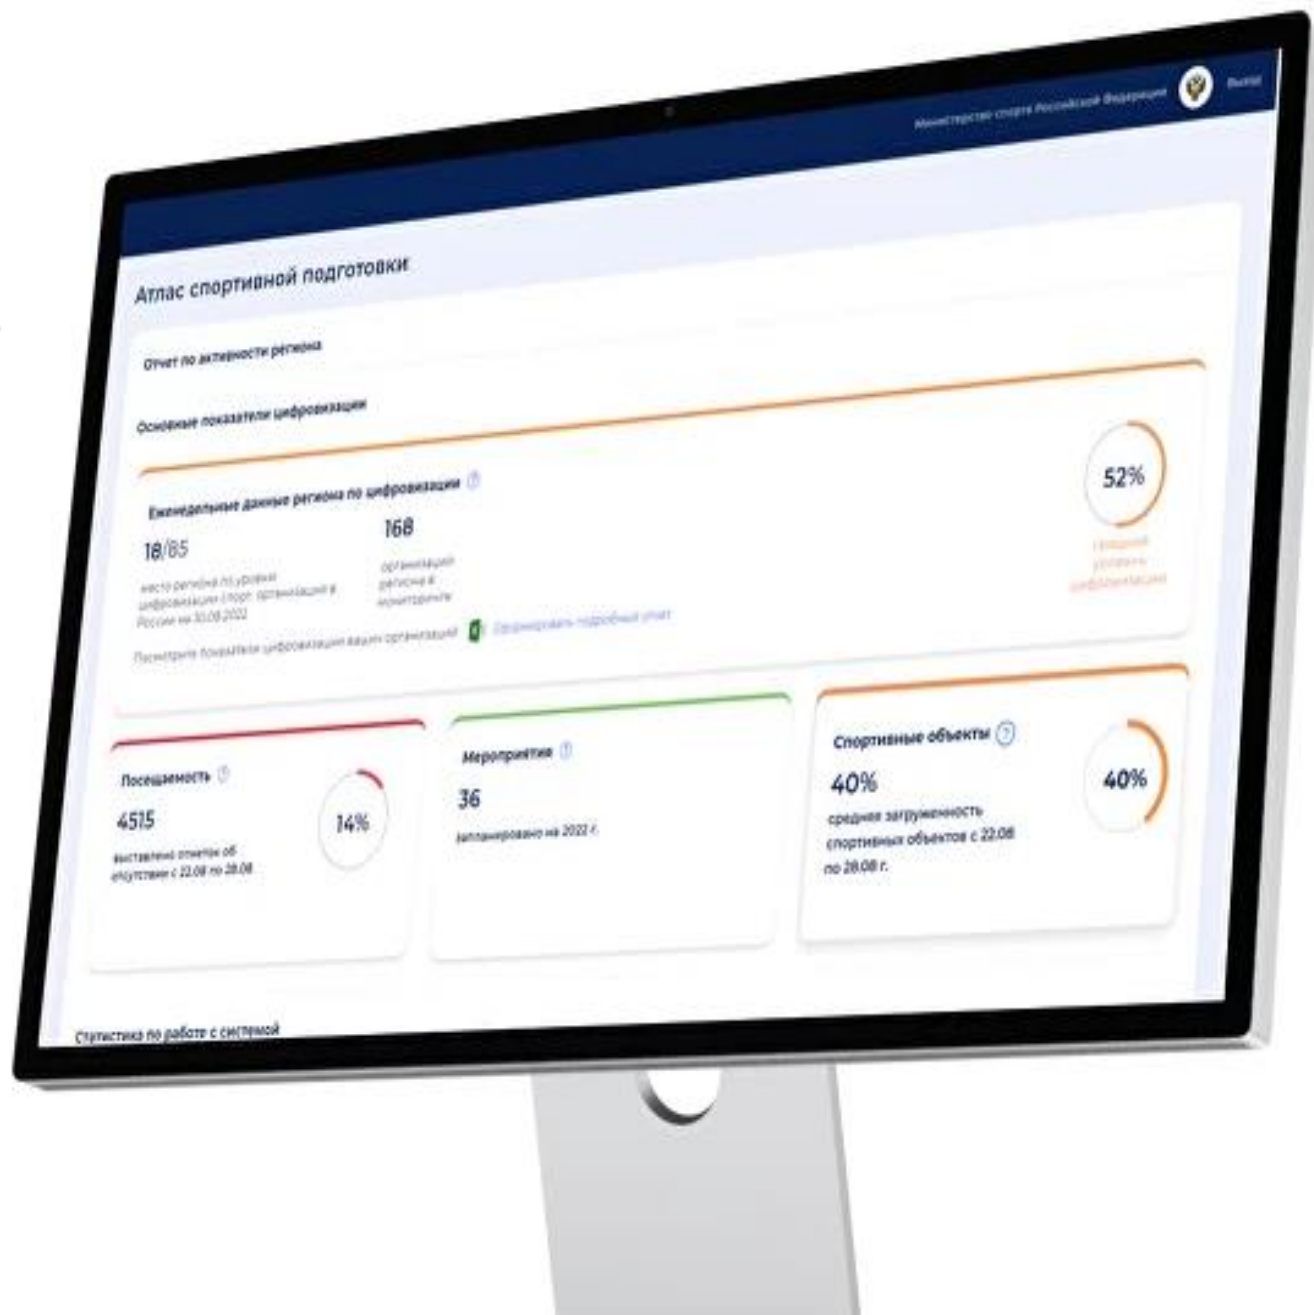 Министерство спорта Российской Федерации
Выход
Атлас спортивной подготовки
Отчет по активности региона
Основные показатели цифровизации
Еженедельные данные региона по цифровизации ?
18/85
место региона по уровню
цифровизации спорт. организаций в
России на 30.08.2022
168
организаций
региона в
мониторинге
52%
средний
уровень
цифровизации
Посмотрите показатели цифровизации ваших организаций
Сформировать подробный отчет
Посещаемость ?
4515
выставлено отметок об
отсутствии с 22.08 по 28.08
14%
Мероприятия ?
36
запланировано на 2022 г.
Спортивные объекты ?
40%
средняя загруженность
спортивных объектов с 22.08
по 28.08 г.
40%
Статистика по работе с системой